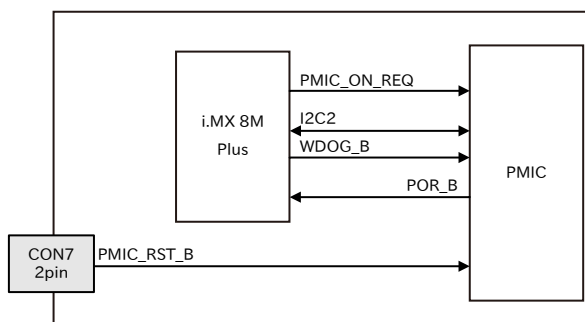 PMIC_ON_REQ
i.MX 8M
Plus
I2C2
WDOG_B
PMIC
POR_B
CON7
2pin
PMIC_RST_B